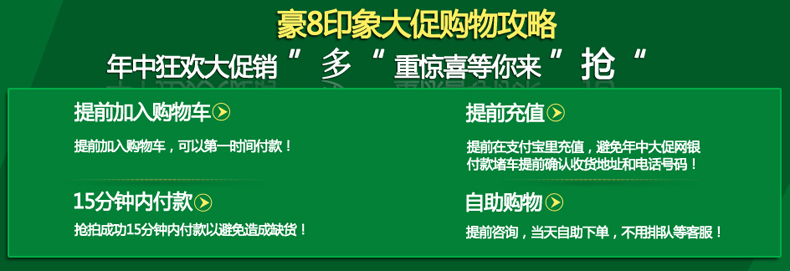 豪8印象大促购物攻略
年中狂欢大促销 ” 多 “ 重惊喜等你来 ” 抢 “
提前加入购物车
提前加入购物车，可以第一时间付款！
提前充值
提前在支付宝里充值，避免年中大促网银
付款堵车提前确认收货地址和电话号码！
15分钟内付款
抢拍成功15分钟内付款以避免造成缺货！
自助购物
提前咨询，当天自助下单，不用排队等客服！